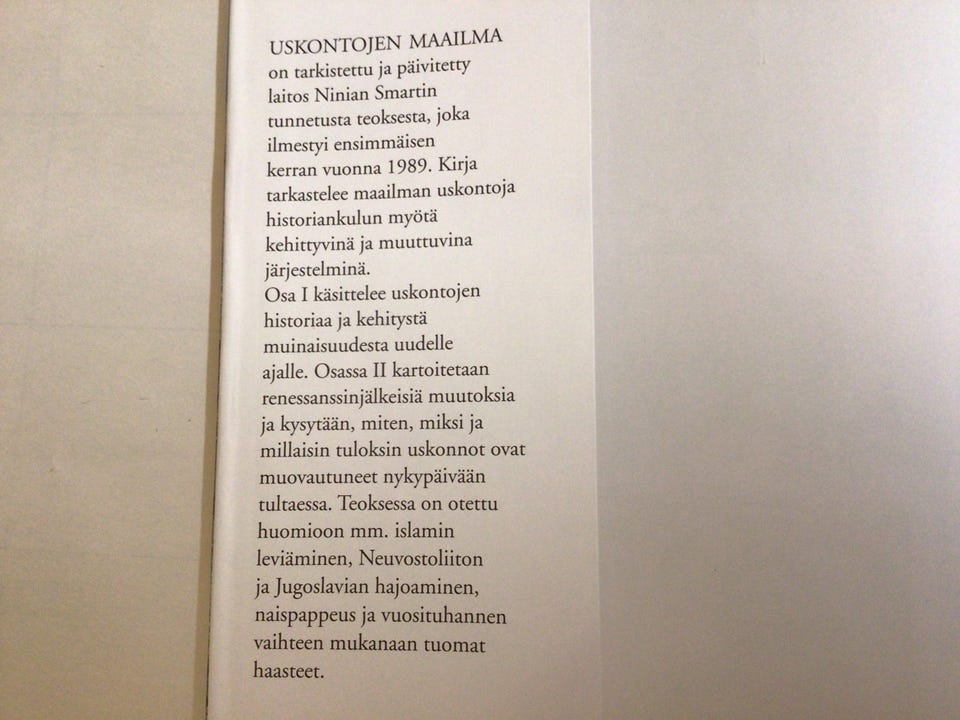 USKONTOJEN MAAILMA
on tarkistettu ja päivitetty
laitos Ninian Smartin
tunnetusta teoksesta, joka
ilmestyi ensimmäisen
kerran vuonna 1989. Kirja
tarkastelee maailman uskontoja
historiankulun myötä
kehittyvinä ja muuttuvina
järjestelminä.
Osa I käsittelee uskontojen
historiaa ja kehitystä
muinaisuudesta uudelle
ajalle. Osassa II kartoitetaan
renessanssinjälkeisiä muutoksia
ja kysytään, miten, miksi ja
millaisin tuloksin uskonnot ovat
muovautuneet nykypäivään
tultaessa. Teoksessa on otettu
huomioon mm. islamin
leviäminen, Neuvostoliiton
ja Jugoslavian hajoaminen,
naispappeus ja vuosituhannen
vaihteen mukanaan tuomat
haasteet.